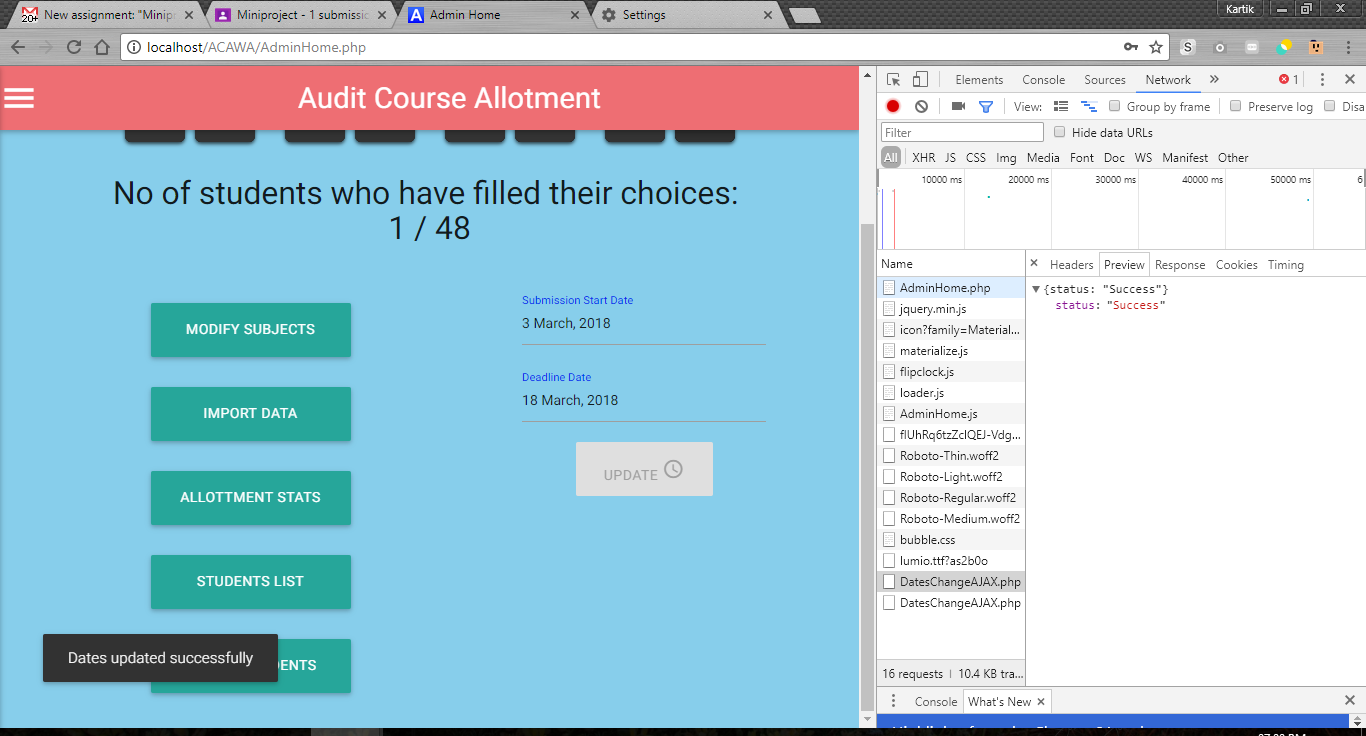 20+ New assignment: "Minipr
Miniproject - 1 submissio
Admin Home
Settings
Kartik
localhost/ACAWA/AdminHome.php
S
Audit Course Allotment
No of students who have filled their choices:
1 / 48
MODIFY SUBJECTS
IMPORT DATA
ALLOTTMENT STATS
STUDENTS LIST
ENTS
Submission Start Date
3 March, 2018
Deadline Date
18 March, 2018
UPDATE
Dates updated successfully
Elements Console Sources Network » 1
View: Group by frame Preserve log Disa
Filter Hide data URLs
All XHR JS CSS Img Media Font Doc WS Manifest Other
10000 ms 20000 ms 30000 ms 40000 ms 50000 ms 6
Name
AdminHome.php
jquery.min.js
icon?family=Material...
materialize.js
flipclock.js
loader.js
AdminHome.js
Roboto-Thin.woff2
Roboto-Light.woff2
Roboto-Regular.woff2
Roboto-Medium.woff2
bubble.css
lumio.ttf?as2b0o
DatesChangeAJAX.php
DatesChangeAJAX.php
16 requests | 10.4 KB tra...
Headers Preview Response Cookies Timing
{status: "Success"}
status: "Success"
Console What's New